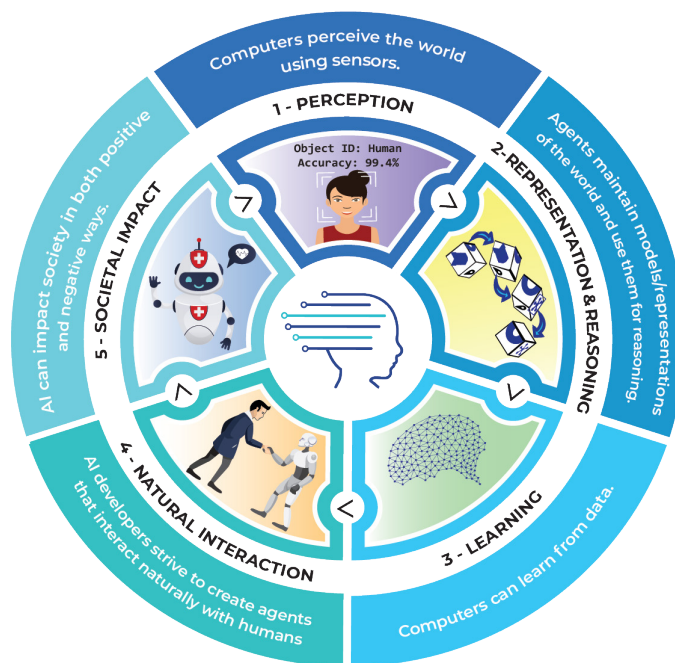 Computers perceive the world
using sensors.
1 - PERCEPTION
Object ID: Human
Accuracy: 99.4%
2-REPRESENTATION & REASONING
Agents maintain models/representations
of the world and use them for reasoning.
3 - LEARNING
Computers can learn from data.
4 - NATURAL INTERACTION
AI developers strive to create agents
that interact naturally with humans
5 - SOCIETAL IMPACT
AI can impact society in both positive
and negative ways.